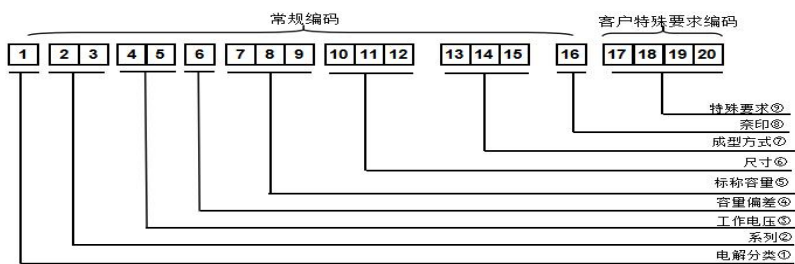 常规编码 客户特殊要求编码
1 2 3 4 5 6 7 8 9 10 11 12 13 14 15 16 17 18 19 20
特殊要求⑨
奈印⑧
成型方式⑦
尺寸⑥
标称容量⑤
容量偏差④
工作电压③
系列②
电解分类①